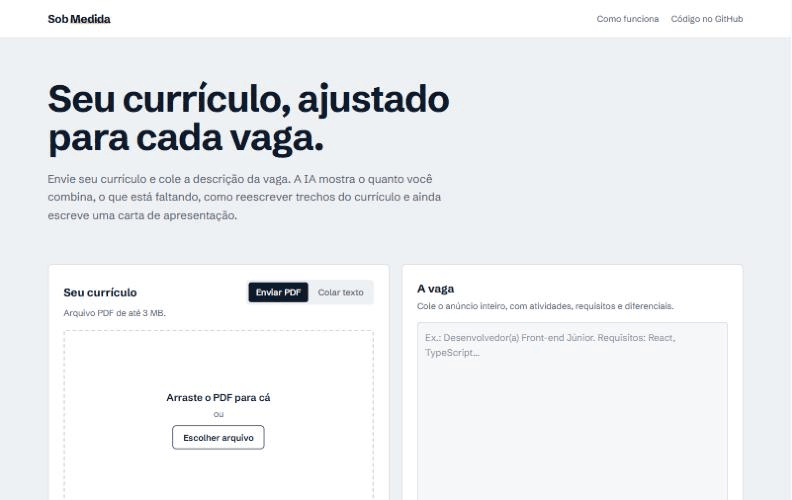 Sob Medida
Como funciona
Código no GitHub
Seu currículo, ajustado
para cada vaga.
Envie seu currículo e cole a descrição da vaga. A IA mostra o quanto você
combina, o que está faltando, como reescrever trechos do currículo e ainda
escreve uma carta de apresentação.
Seu currículo
Enviar PDF
Colar texto
Arquivo PDF de até 3 MB.
Arraste o PDF para cá
ou
Escolher arquivo
A vaga
Cole o anúncio inteiro, com atividades, requisitos e diferenciais.
Ex.: Desenvolvedor(a) Front-end Júnior. Requisitos: React,
TypeScript...